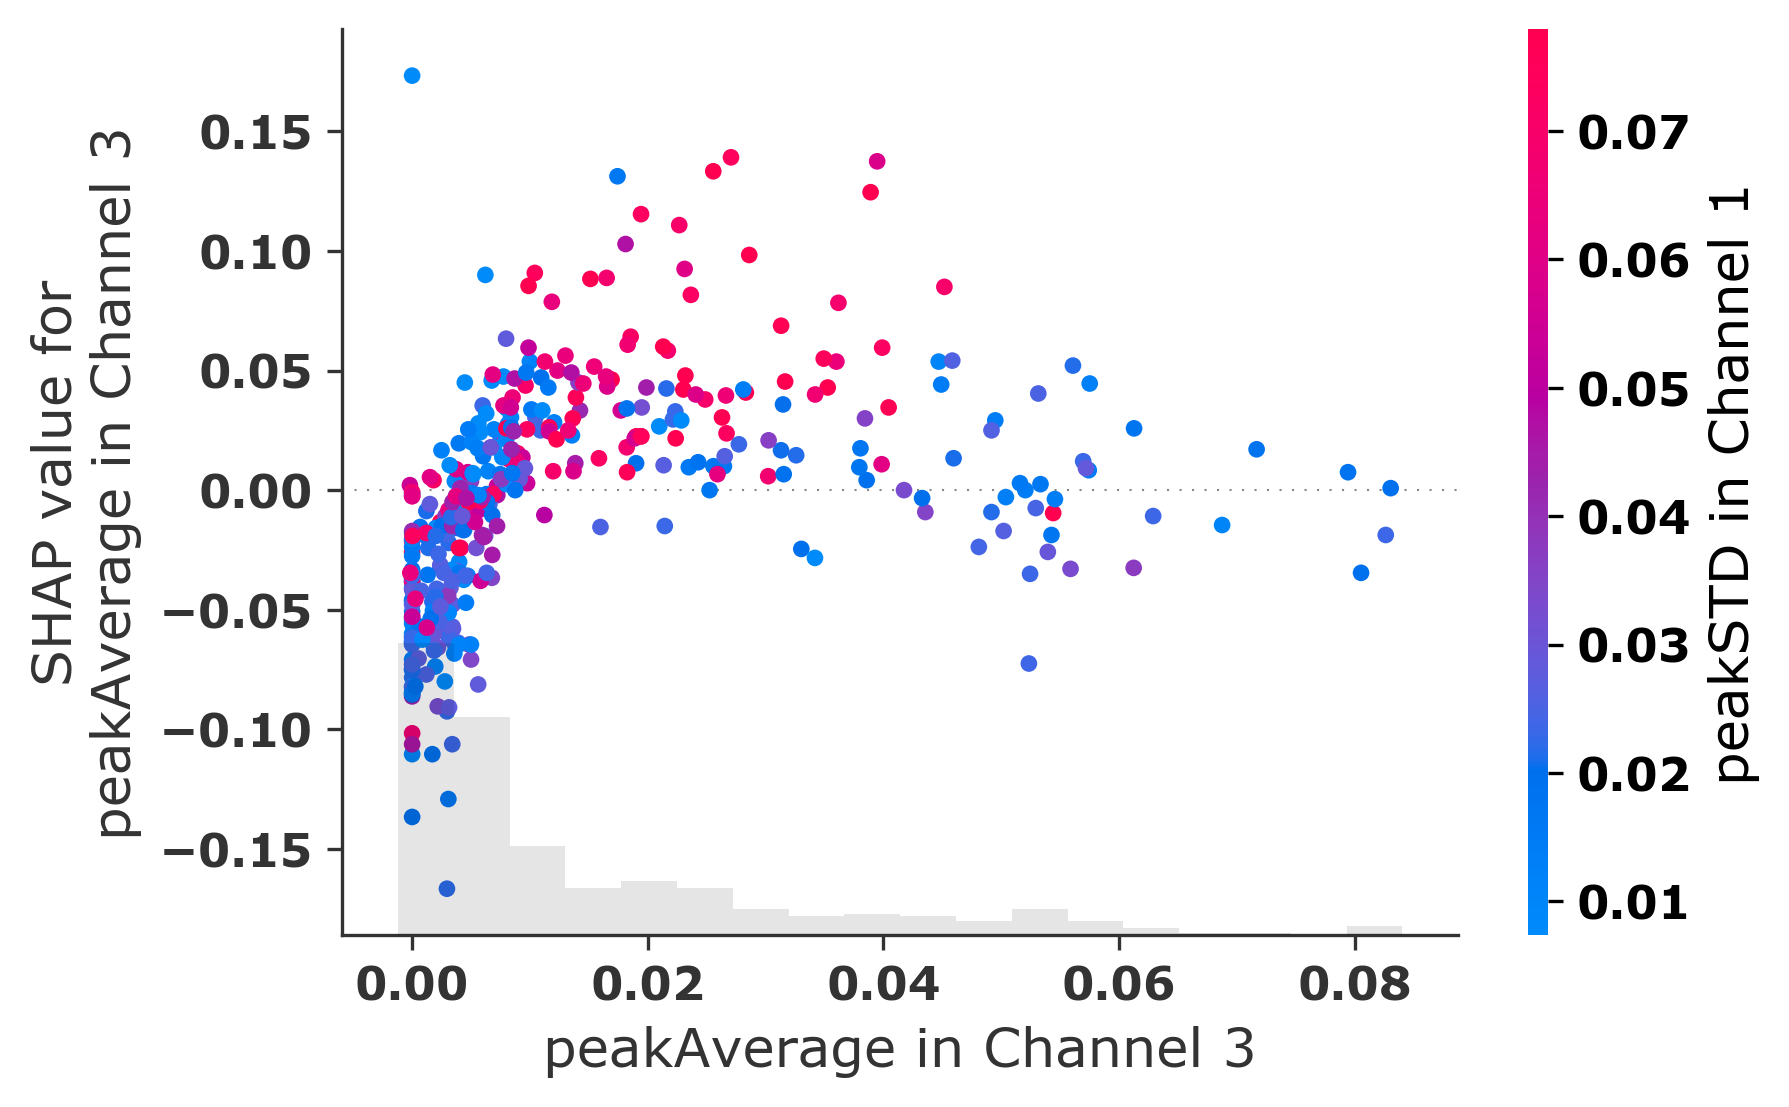 SHAP value for
peakAverage in Channel 3
0.15
0.10
0.05
0.00
−0.05
−0.10
−0.15
0.00 0.02 0.04 0.06 0.08
peakAverage in Channel 3
0.07
0.06
0.05
0.04
0.03
0.02
0.01
peakSTD in Channel 1